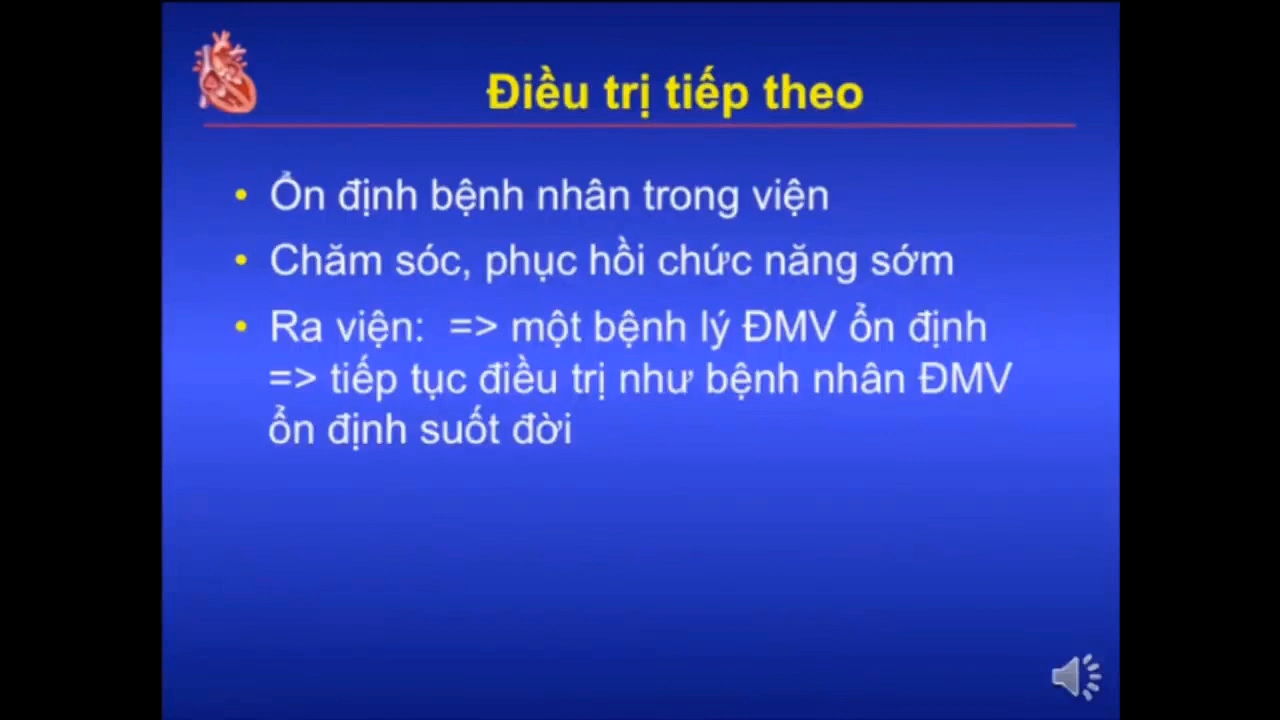 Điều trị tiếp theo
• Ổn định bệnh nhân trong viện
• Chăm sóc, phục hồi chức năng sớm
• Ra viện: => một bệnh lý ĐMV ổn định
=> tiếp tục điều trị như bệnh nhân ĐMV
ổn định suốt đời